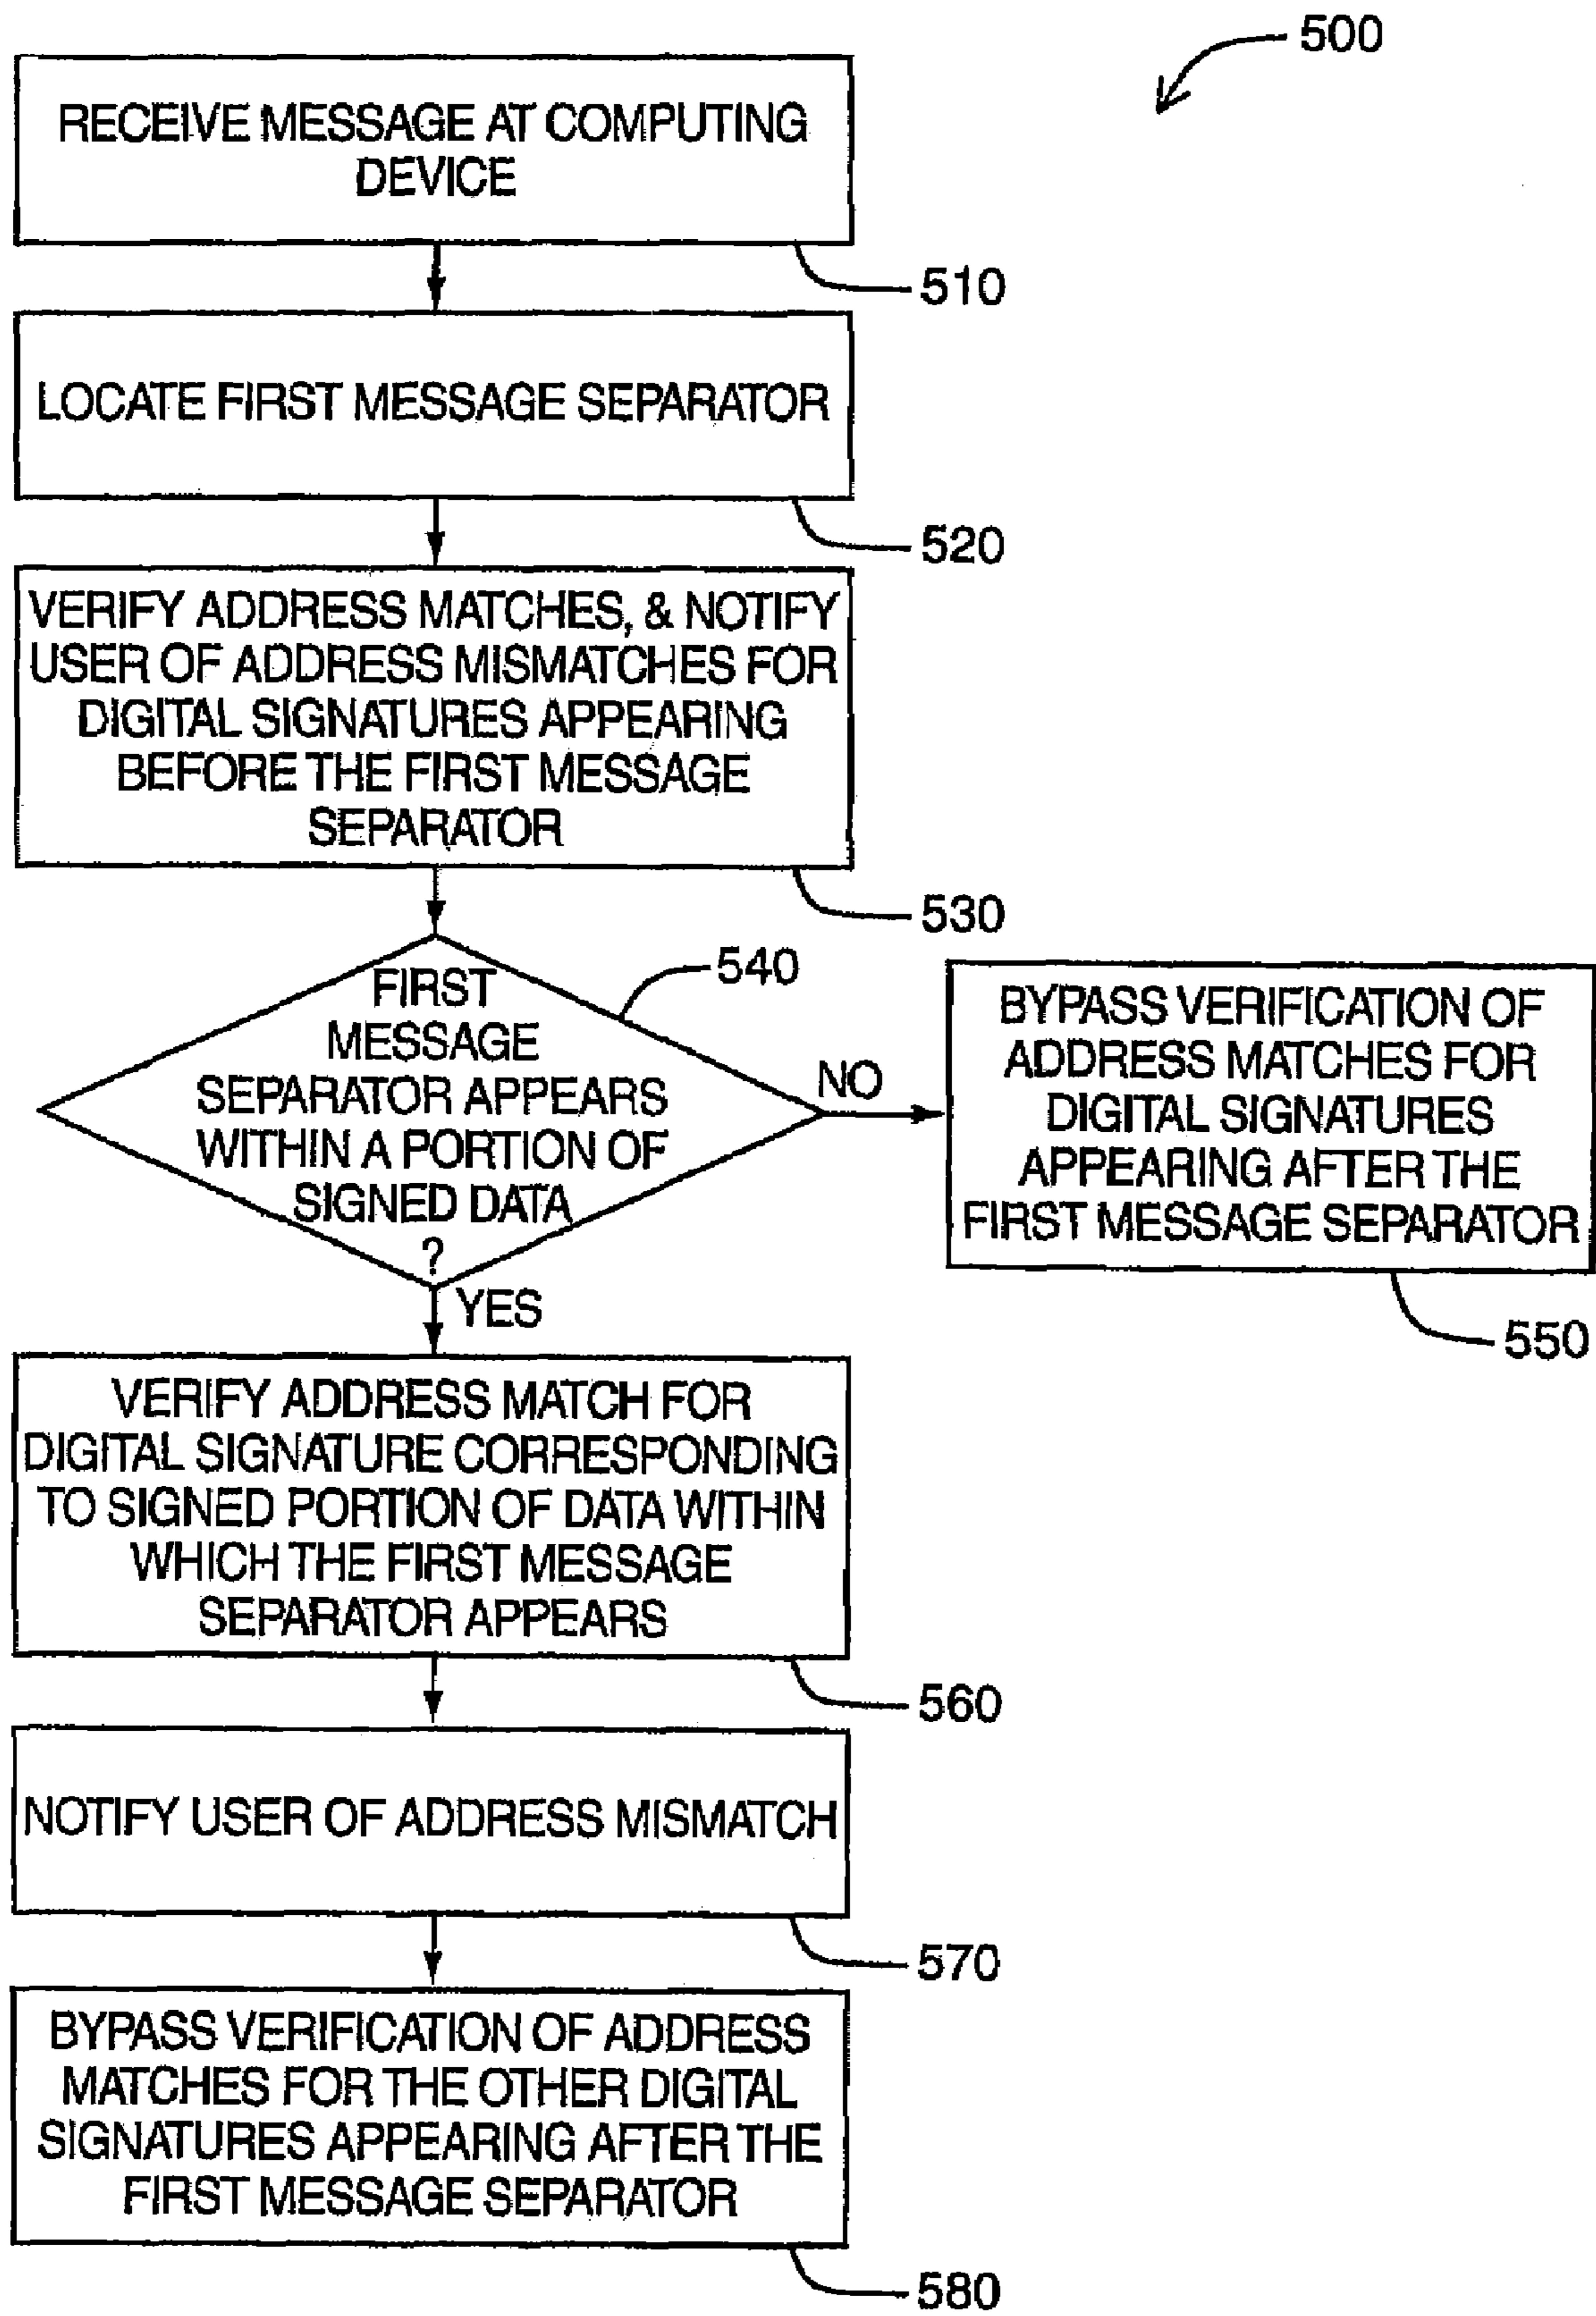 500
RECEIVE MESSAGE AT COMPUTING
DEVICE
510
LOCATE FIRST MESSAGE SEPARATOR
520
VERIFY ADDRESS MATCHES, & NOTIFY
USER OF ADDRESS MISMATCHES FOR
DIGITAL SIGNATURES APPEARING
BEFORE THE FIRST MESSAGE
SEPARATOR
530
540
FIRST
MESSAGE
SEPARATOR APPEARS
WITHIN A PORTION OF
SIGNED DATA
?
NO
BYPASS VERIFICATION OF
ADDRESS MATCHES FOR
DIGITAL SIGNATURES
APPEARING AFTER THE
FIRST MESSAGE SEPARATOR
550
YES
VERIFY ADDRESS MATCH FOR
DIGITAL SIGNATURE CORRESPONDING
TO SIGNED PORTION OF DATA WITHIN
WHICH THE FIRST MESSAGE
SEPARATOR APPEARS
560
NOTIFY USER OF ADDRESS MISMATCH
570
BYPASS VERIFICATION OF ADDRESS
MATCHES FOR THE OTHER DIGITAL
SIGNATURES APPEARING AFTER THE
FIRST MESSAGE SEPARATOR
580